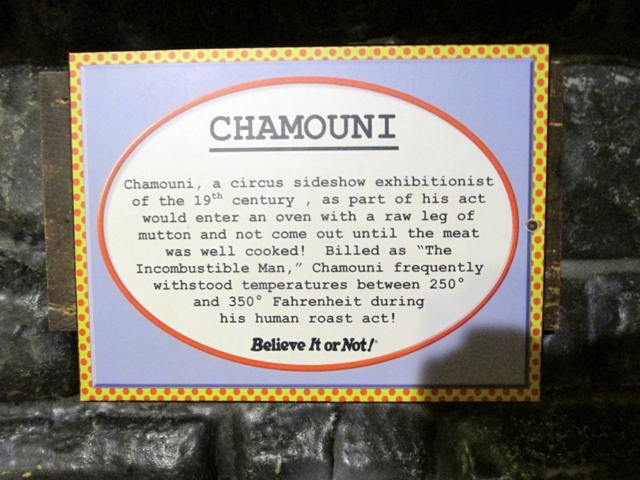 CHAMOUNI
Chamouni, a circus sideshow exhibitionist
of the 19th century , as part of his act
would enter an oven with a raw leg of
mutton and not come out until the meat
was well cooked! Billed as “The
Incombustible Man,” Chamouni frequently
withstood temperatures between 250°
and 350° Fahrenheit during
his human roast act!
Believe It or Not!®